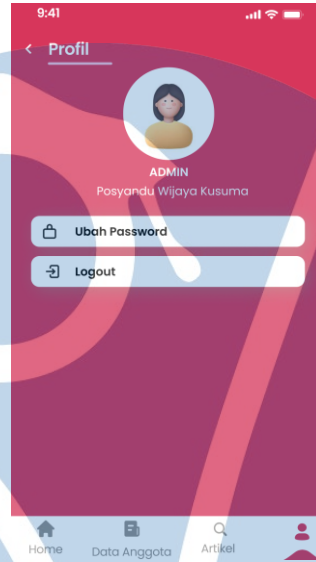 9:41
Profil
ADMIN
Posyandu Wijaya Kusuma
Ubah Password
Logout
Home
Data Anggota
Artikel